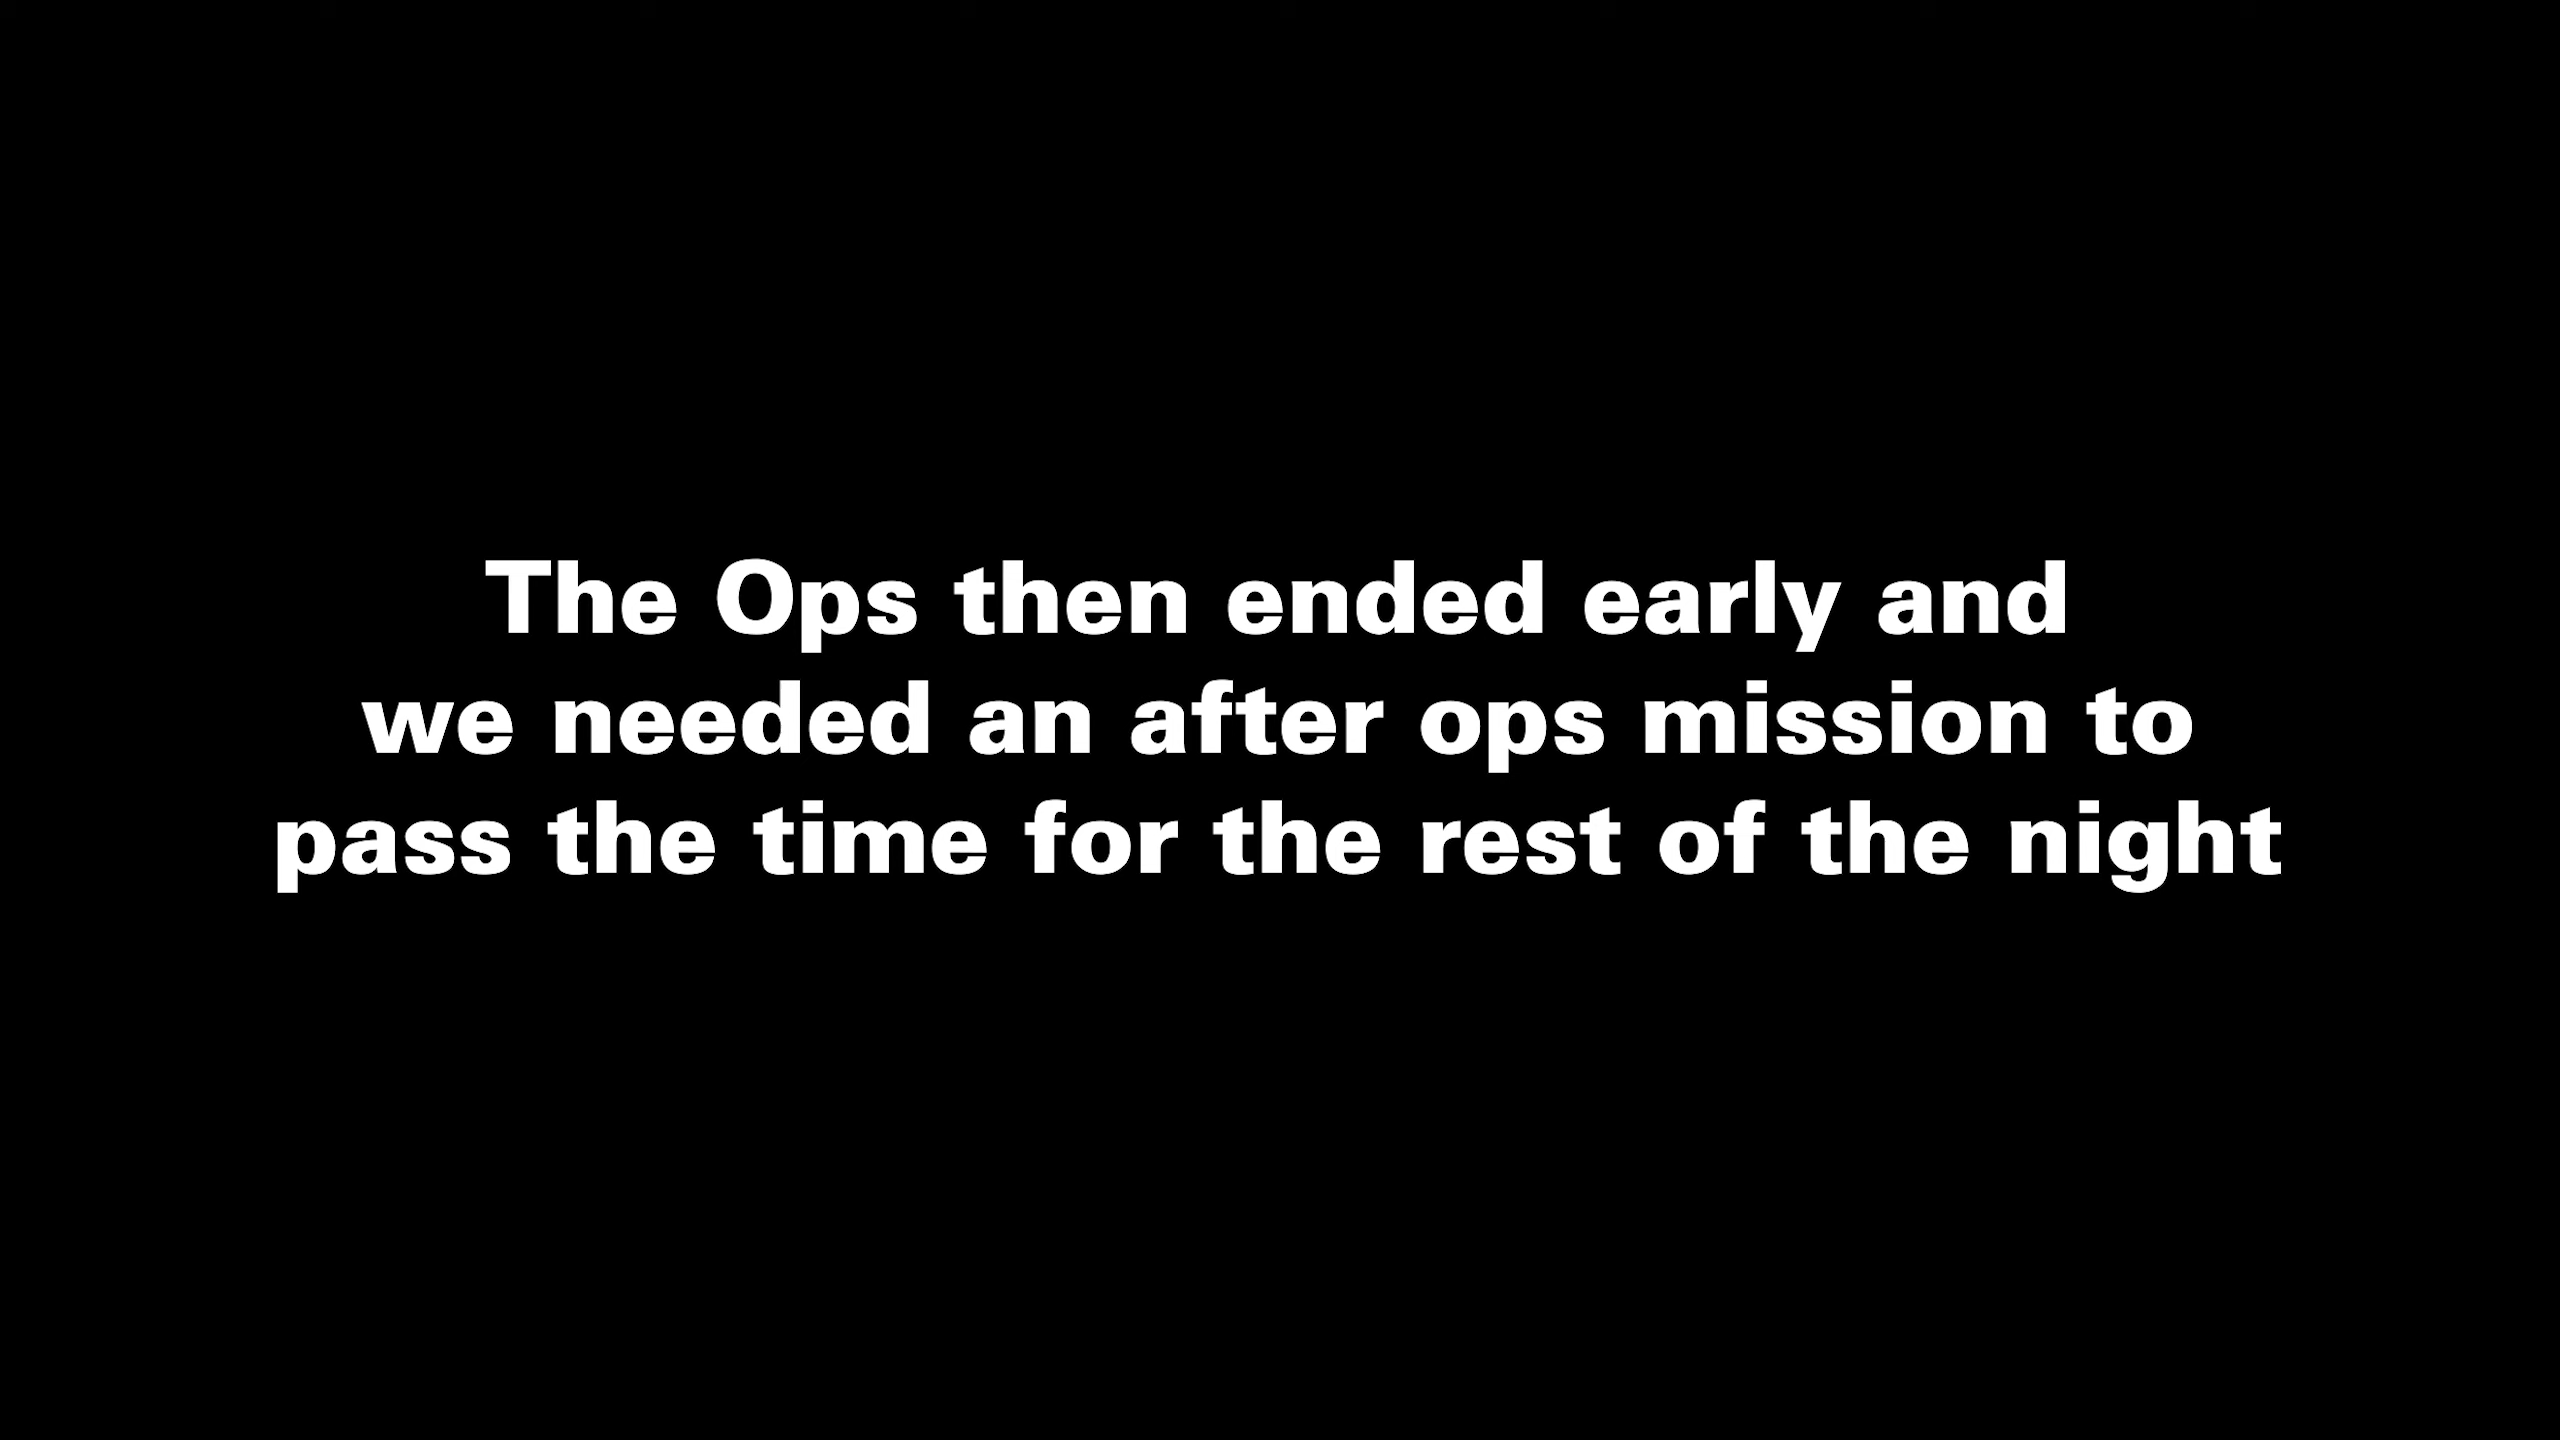 The Ops then ended early and
we needed an after ops mission to
pass the time for the rest of the night